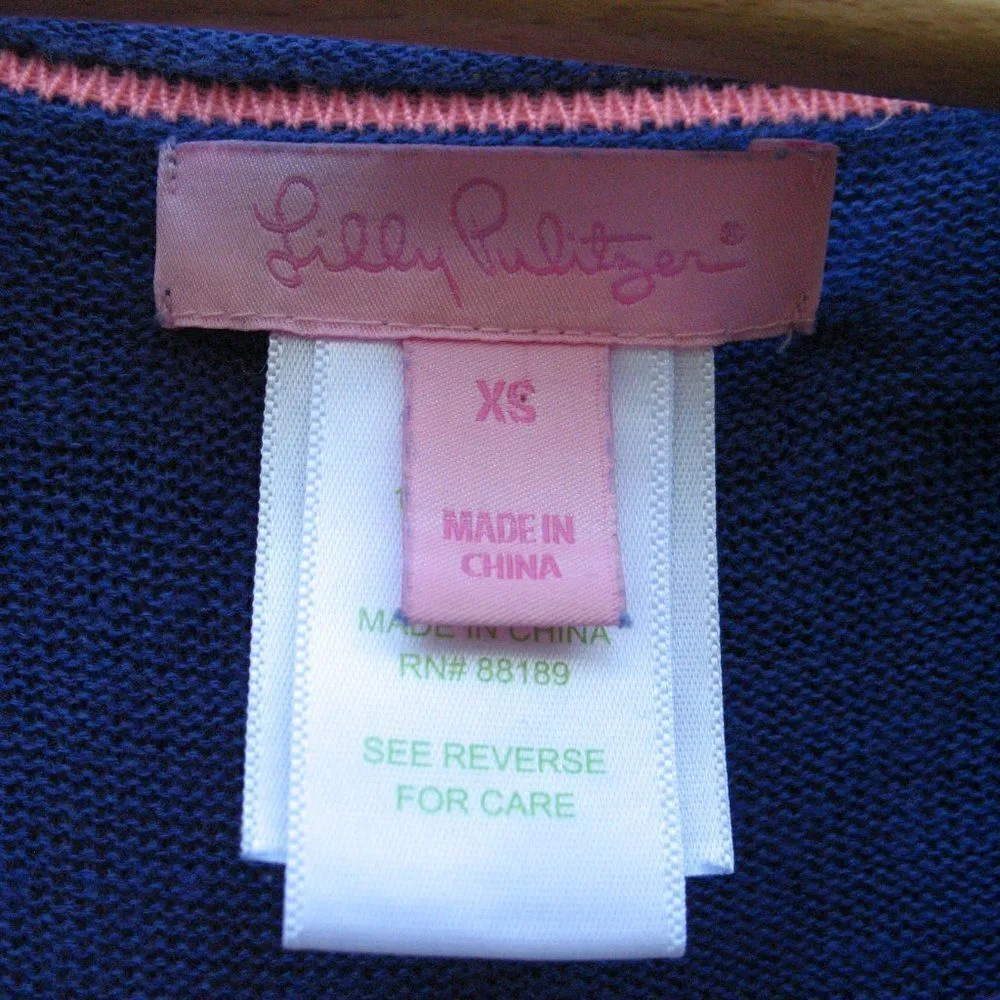 Lilly Pulitzer®
XS
MADE IN
CHINA
MADE IN CHINA
RN# 88189
SEE REVERSE
FOR CARE